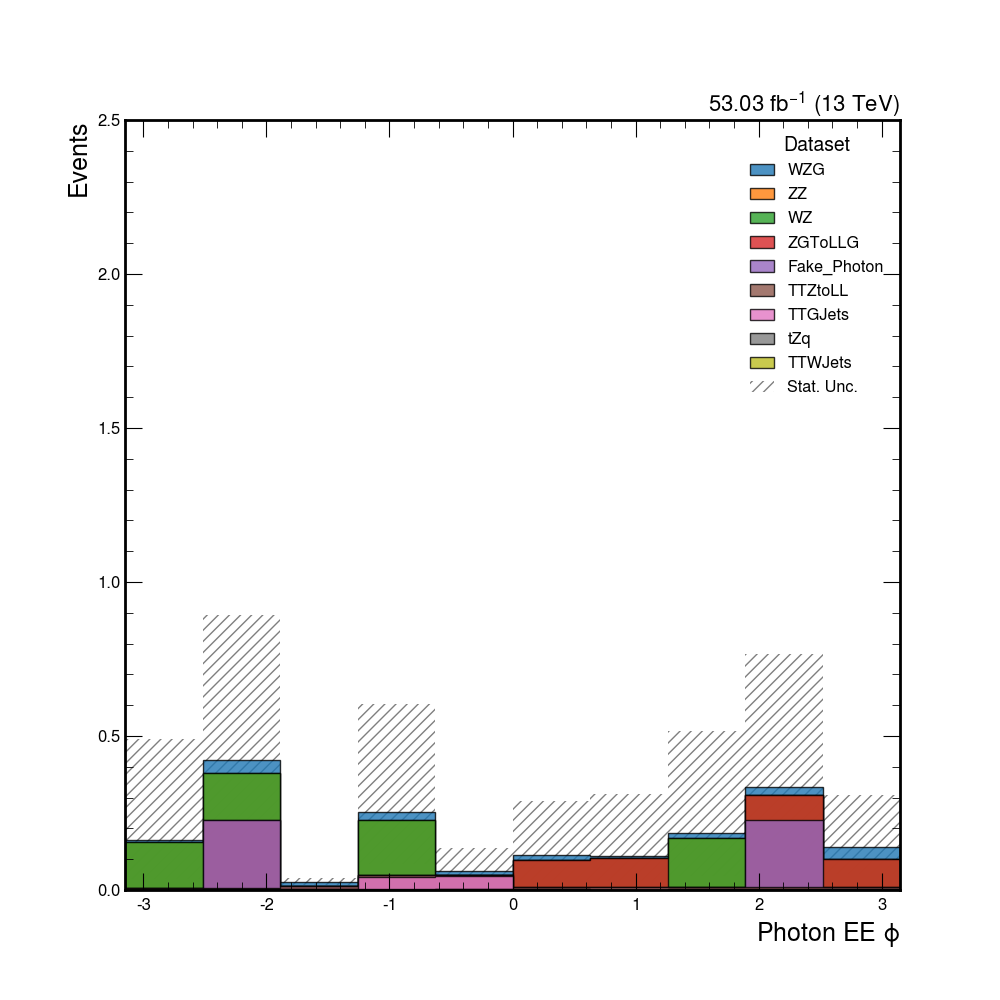 53.03 fb⁻¹ (13 TeV)
Events
2.5
2.0
1.5
1.0
0.5
0.0
Dataset
WZG
ZZ
WZ
ZGToLLG
Fake_Photon
TTZtoLL
TTGJets
tZq
TTWJets
Stat. Unc.
-3 -2 -1 0 1 2 3
Photon EE ϕ